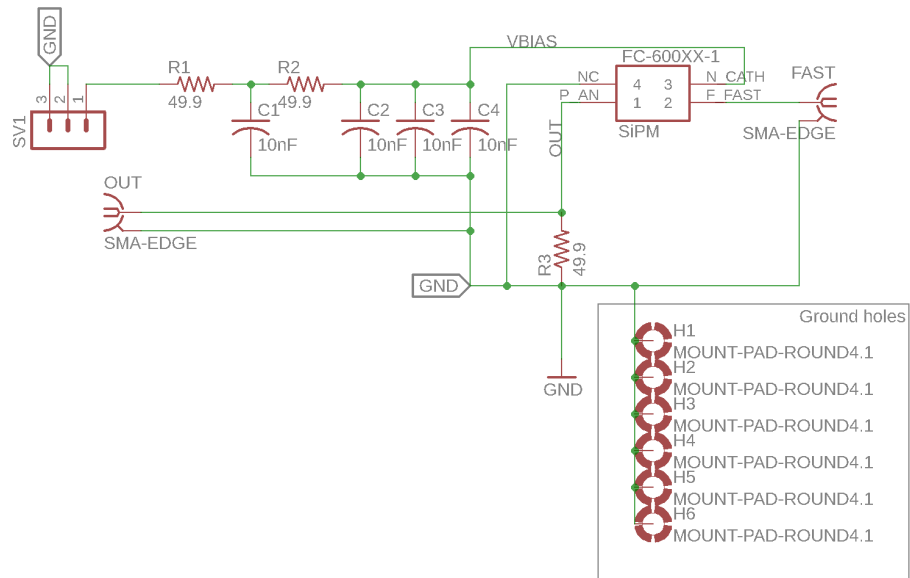 GND
VBIAS
FC-600XX-1
R1
R2
NC
4
3
N
CATH
FAST
49.9
49.9
P
AN
1
2
F
FAST
3
2
1
C1
C2
C3
C4
SiPM
SMA-EDGE
SV1
10nF
10nF
10nF
10nF
OUT
OUT
SMA-EDGE
R3
49.9
GND
Ground holes
H1
MOUNT-PAD-ROUND4.1
H2
GND
MOUNT-PAD-ROUND4.1
H3
MOUNT-PAD-ROUND4.1
H4
MOUNT-PAD-ROUND4.1
H5
MOUNT-PAD-ROUND4.1
H6
MOUNT-PAD-ROUND4.1